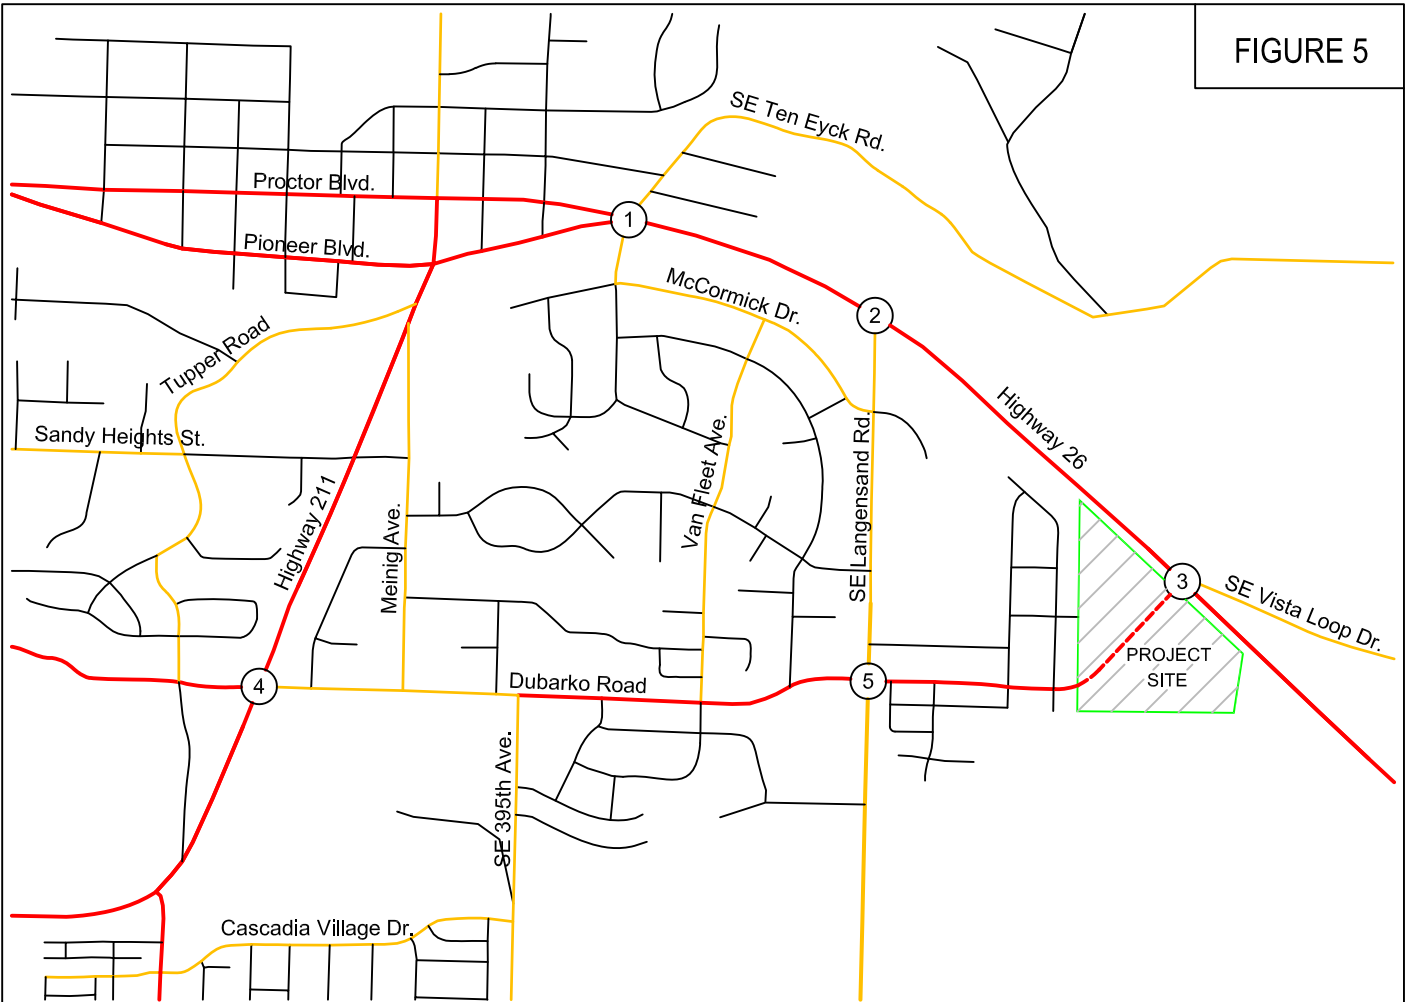 FIGURE 5
SE Ten Eyck Rd.
Proctor Blvd.
1
Pioneer Blvd.
McCormick Dr.
2
Tupper Road
Highway 26
Sandy Heights St.
Van Fleet Ave.
SE Langensand Rd.
Highway 211
Meinig Ave.
3
SE Vista Loop Dr.
PROJECT
SITE
4
Dubarko Road
5
SE 395th Ave.
Cascadia Village Dr.